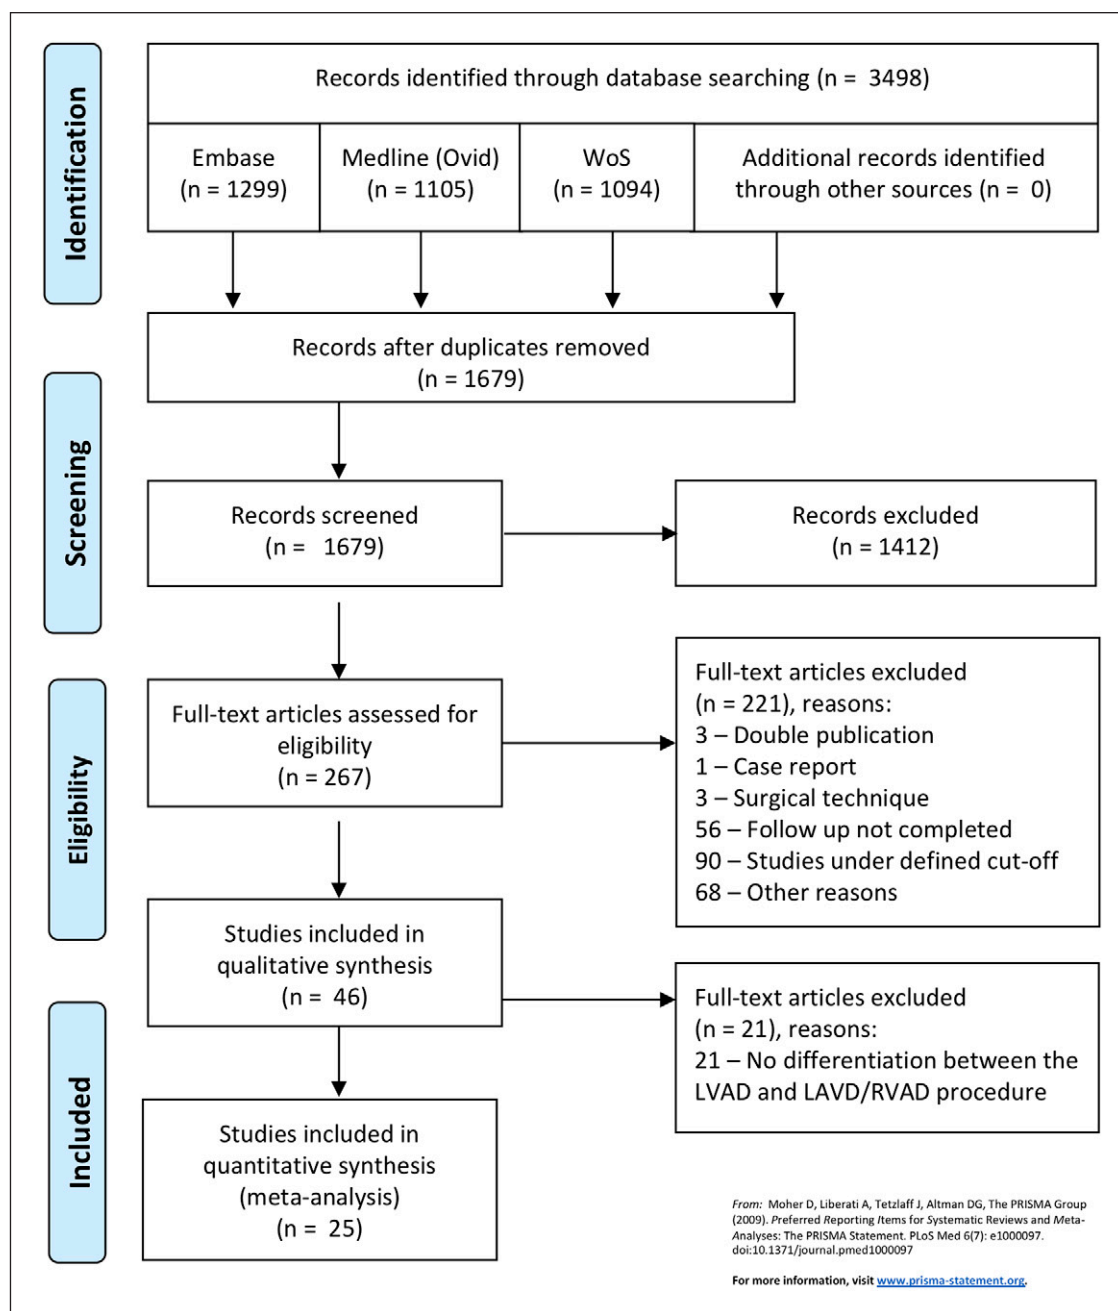 Identification
Records identified through database searching (n = 3498)
Embase
(n = 1299)
Medline (Ovid)
(n = 1105)
WoS
(n = 1094)
Additional records identified
through other sources (n = 0)
Records after duplicates removed
(n = 1679)
Screening
Records screened
(n = 1679)
Records excluded
(n = 1412)
Eligibility
Full-text articles assessed for
eligibility
(n = 267)
Full-text articles excluded
(n = 221), reasons:
3 – Double publication
1 – Case report
3 – Surgical technique
56 – Follow up not completed
90 – Studies under defined cut-off
68 – Other reasons
Studies included in
qualitative synthesis
(n = 46)
Full-text articles excluded
(n = 21), reasons:
21 – No differentiation between the
LVAD and LAVD/RVAD procedure
Included
Studies included in
quantitative synthesis
(meta-analysis)
(n = 25)
From: Moher D, Liberati A, Tetzlaff J, Altman DG, The PRISMA Group
(2009). Preferred Reporting Items for Systematic Reviews and Meta-
Analyses: The PRISMA Statement. PLoS Med 6(7): e1000097.
doi:10.1371/journal.pmed1000097
For more information, visit www.prisma-statement.org.